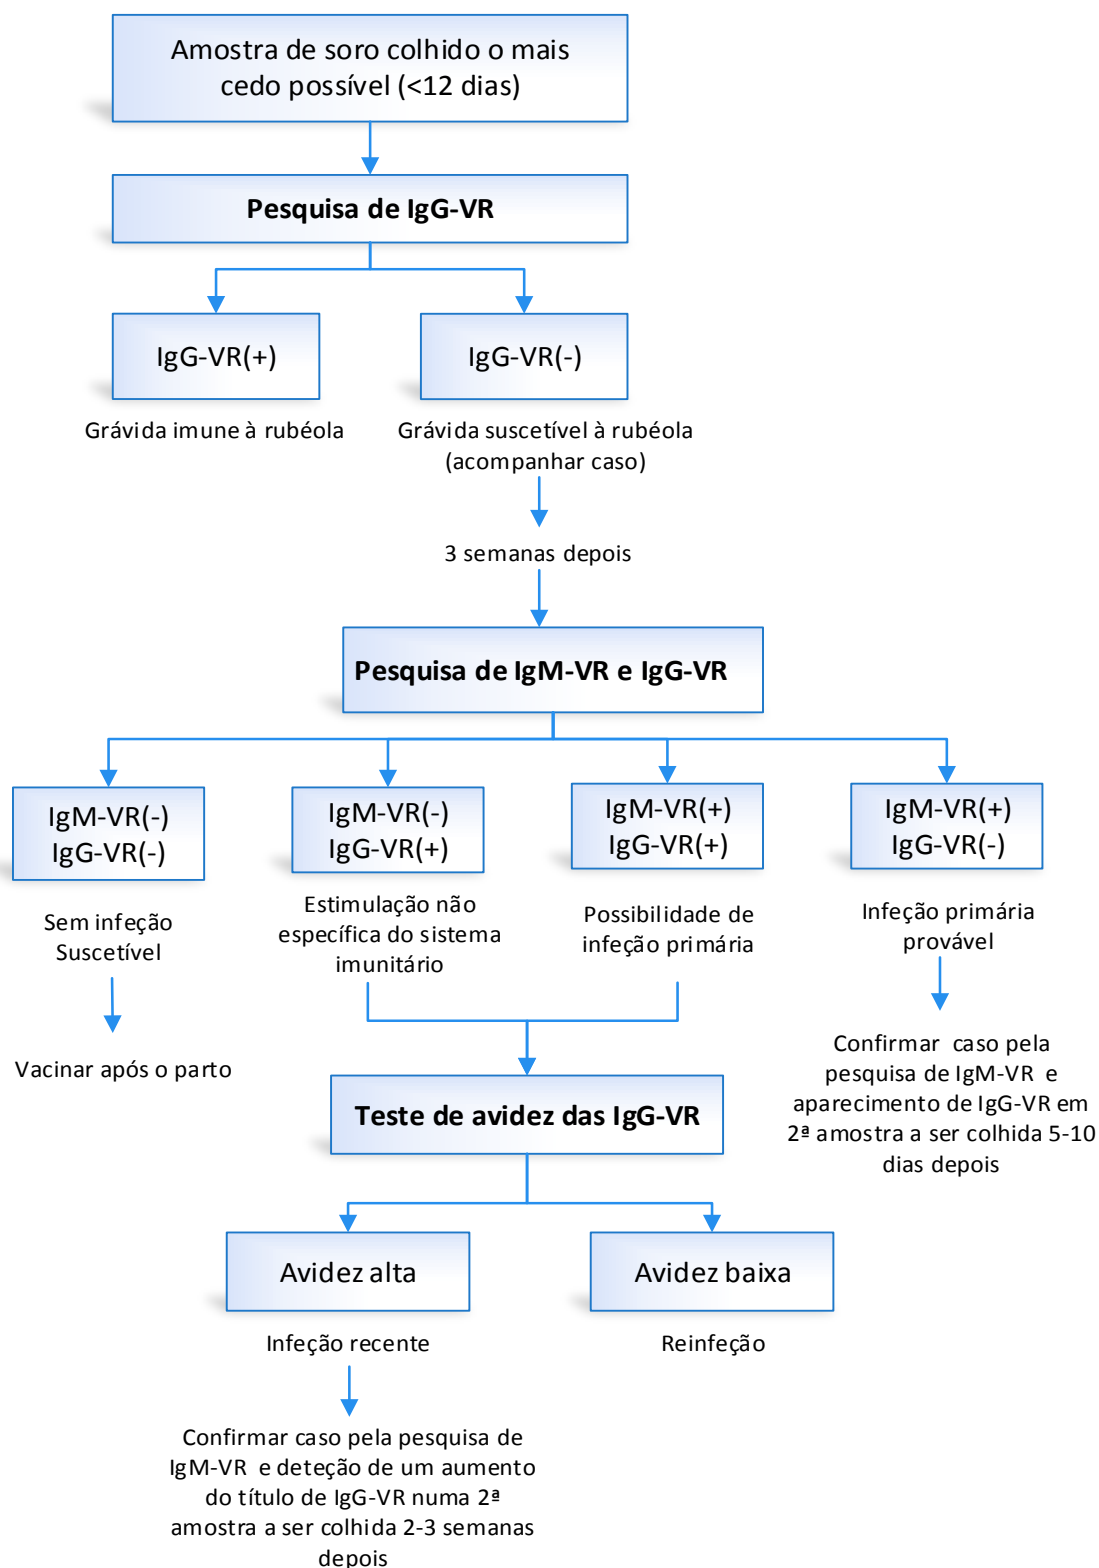 Amostra de soro colhido o mais
cedo possível (<12 dias)
Pesquisa de IgG-VR
IgG-VR(+)
IgG-VR(-)
Grávida imune à rubéola
Grávida suscetível à rubéola
(acompanhar caso)
3 semanas depois
Pesquisa de IgM-VR e IgG-VR
IgM-VR(-)
IgG-VR(-)
IgM-VR(-)
IgG-VR(+)
IgM-VR(+)
IgG-VR(+)
IgM-VR(+)
IgG-VR(-)
Sem infeção
Suscetível
Estimulação não
específica do sistema
imunitário
Possibilidade de
infeção primária
Infeção primária
provável
Vacinar após o parto
Confirmar caso pela
pesquisa de IgM-VR e
aparecimento de IgG-VR em
2ª amostra a ser colhida 5-10
dias depois
Teste de avidez das IgG-VR
Avidez alta
Avidez baixa
Infeção recente
Reinfeção
Confirmar caso pela pesquisa de
IgM-VR e deteção de um aumento
do título de IgG-VR numa 2ª
amostra a ser colhida 2-3 semanas
depois